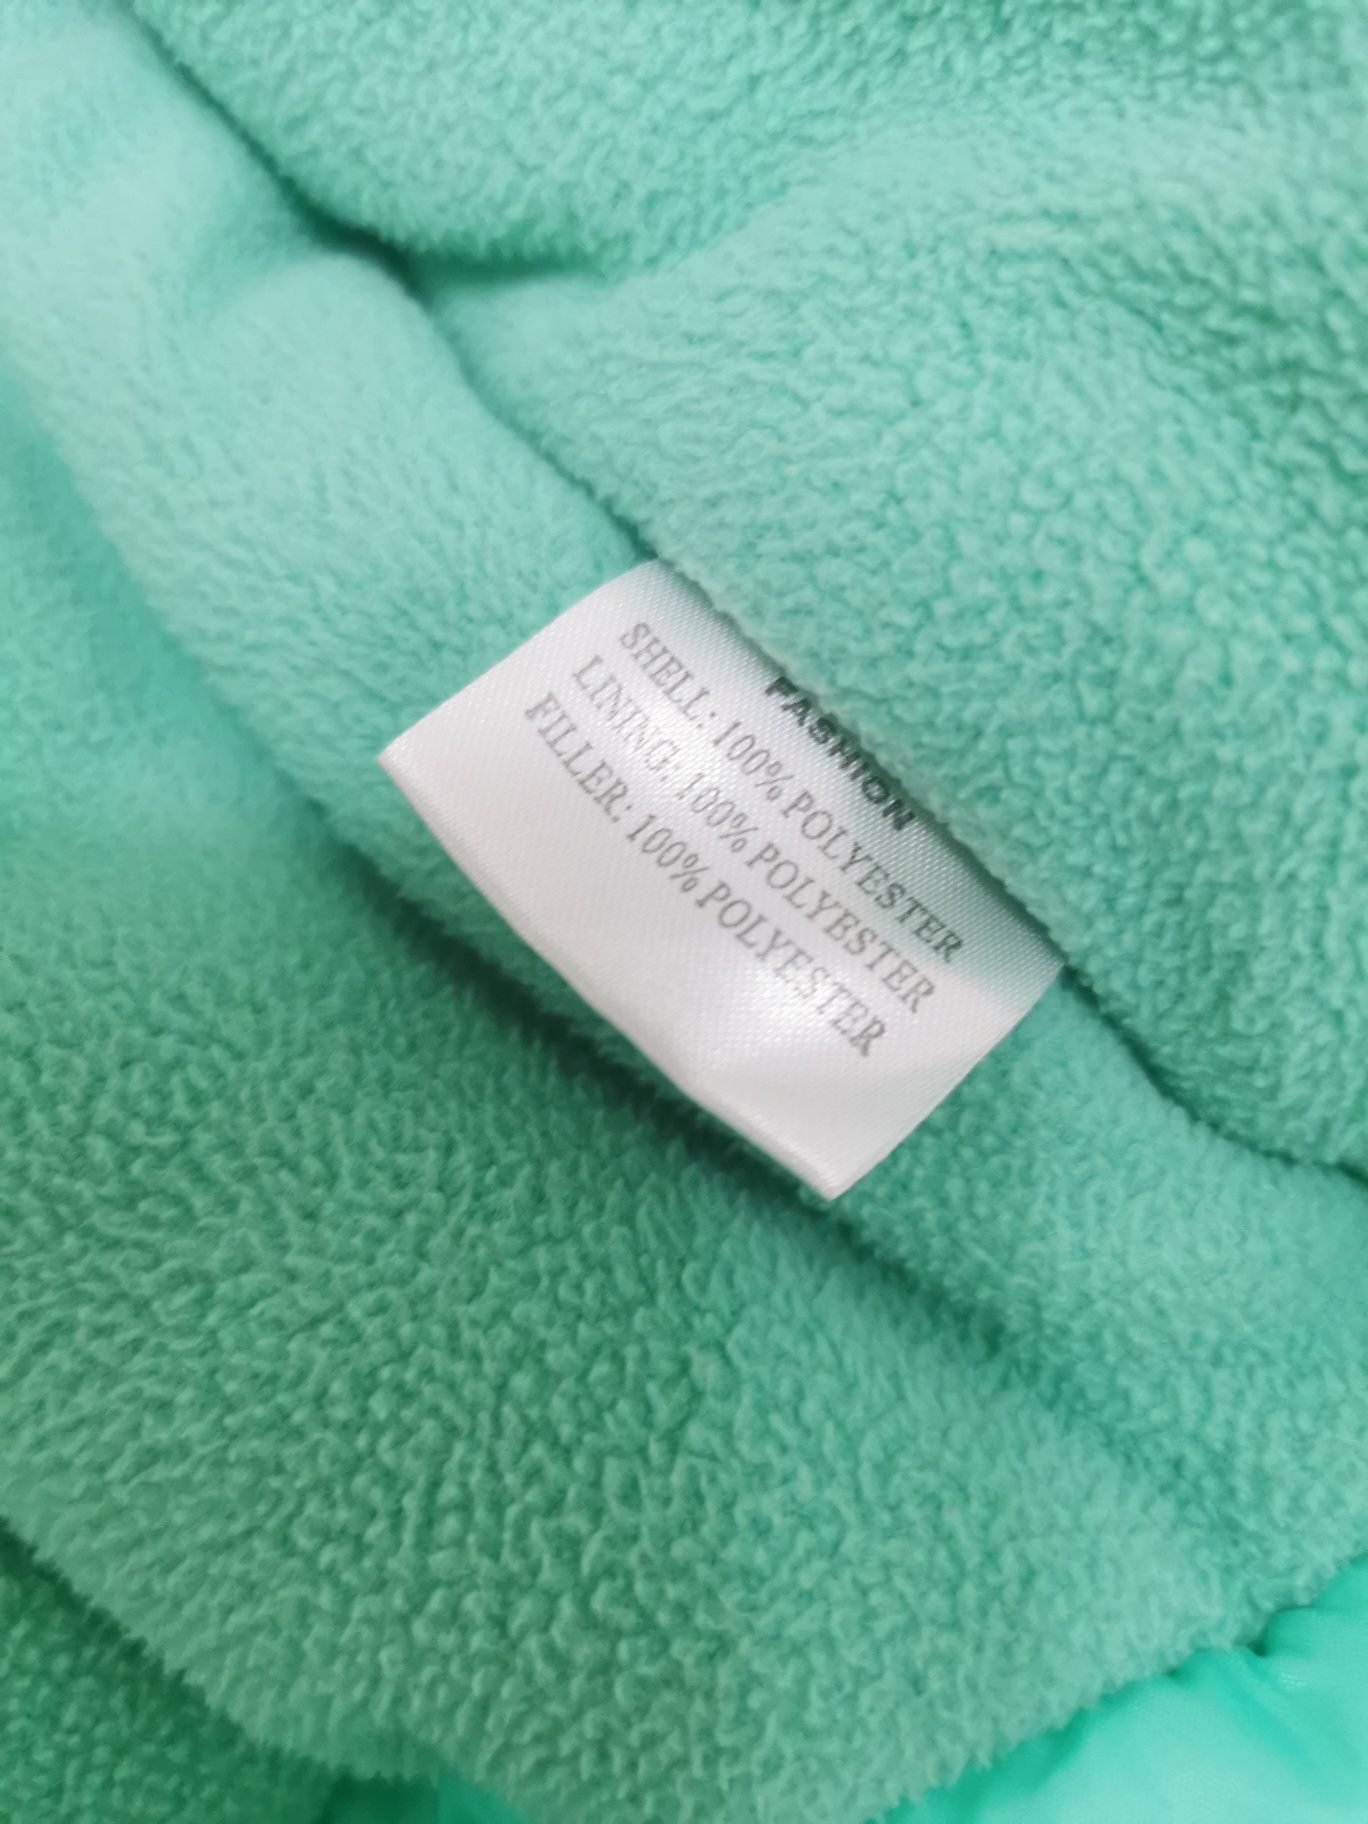 FASHION
SHELL: 100% POLYESTER
LINING: 100% POLYESTER
FILLER: 100% POLYESTER